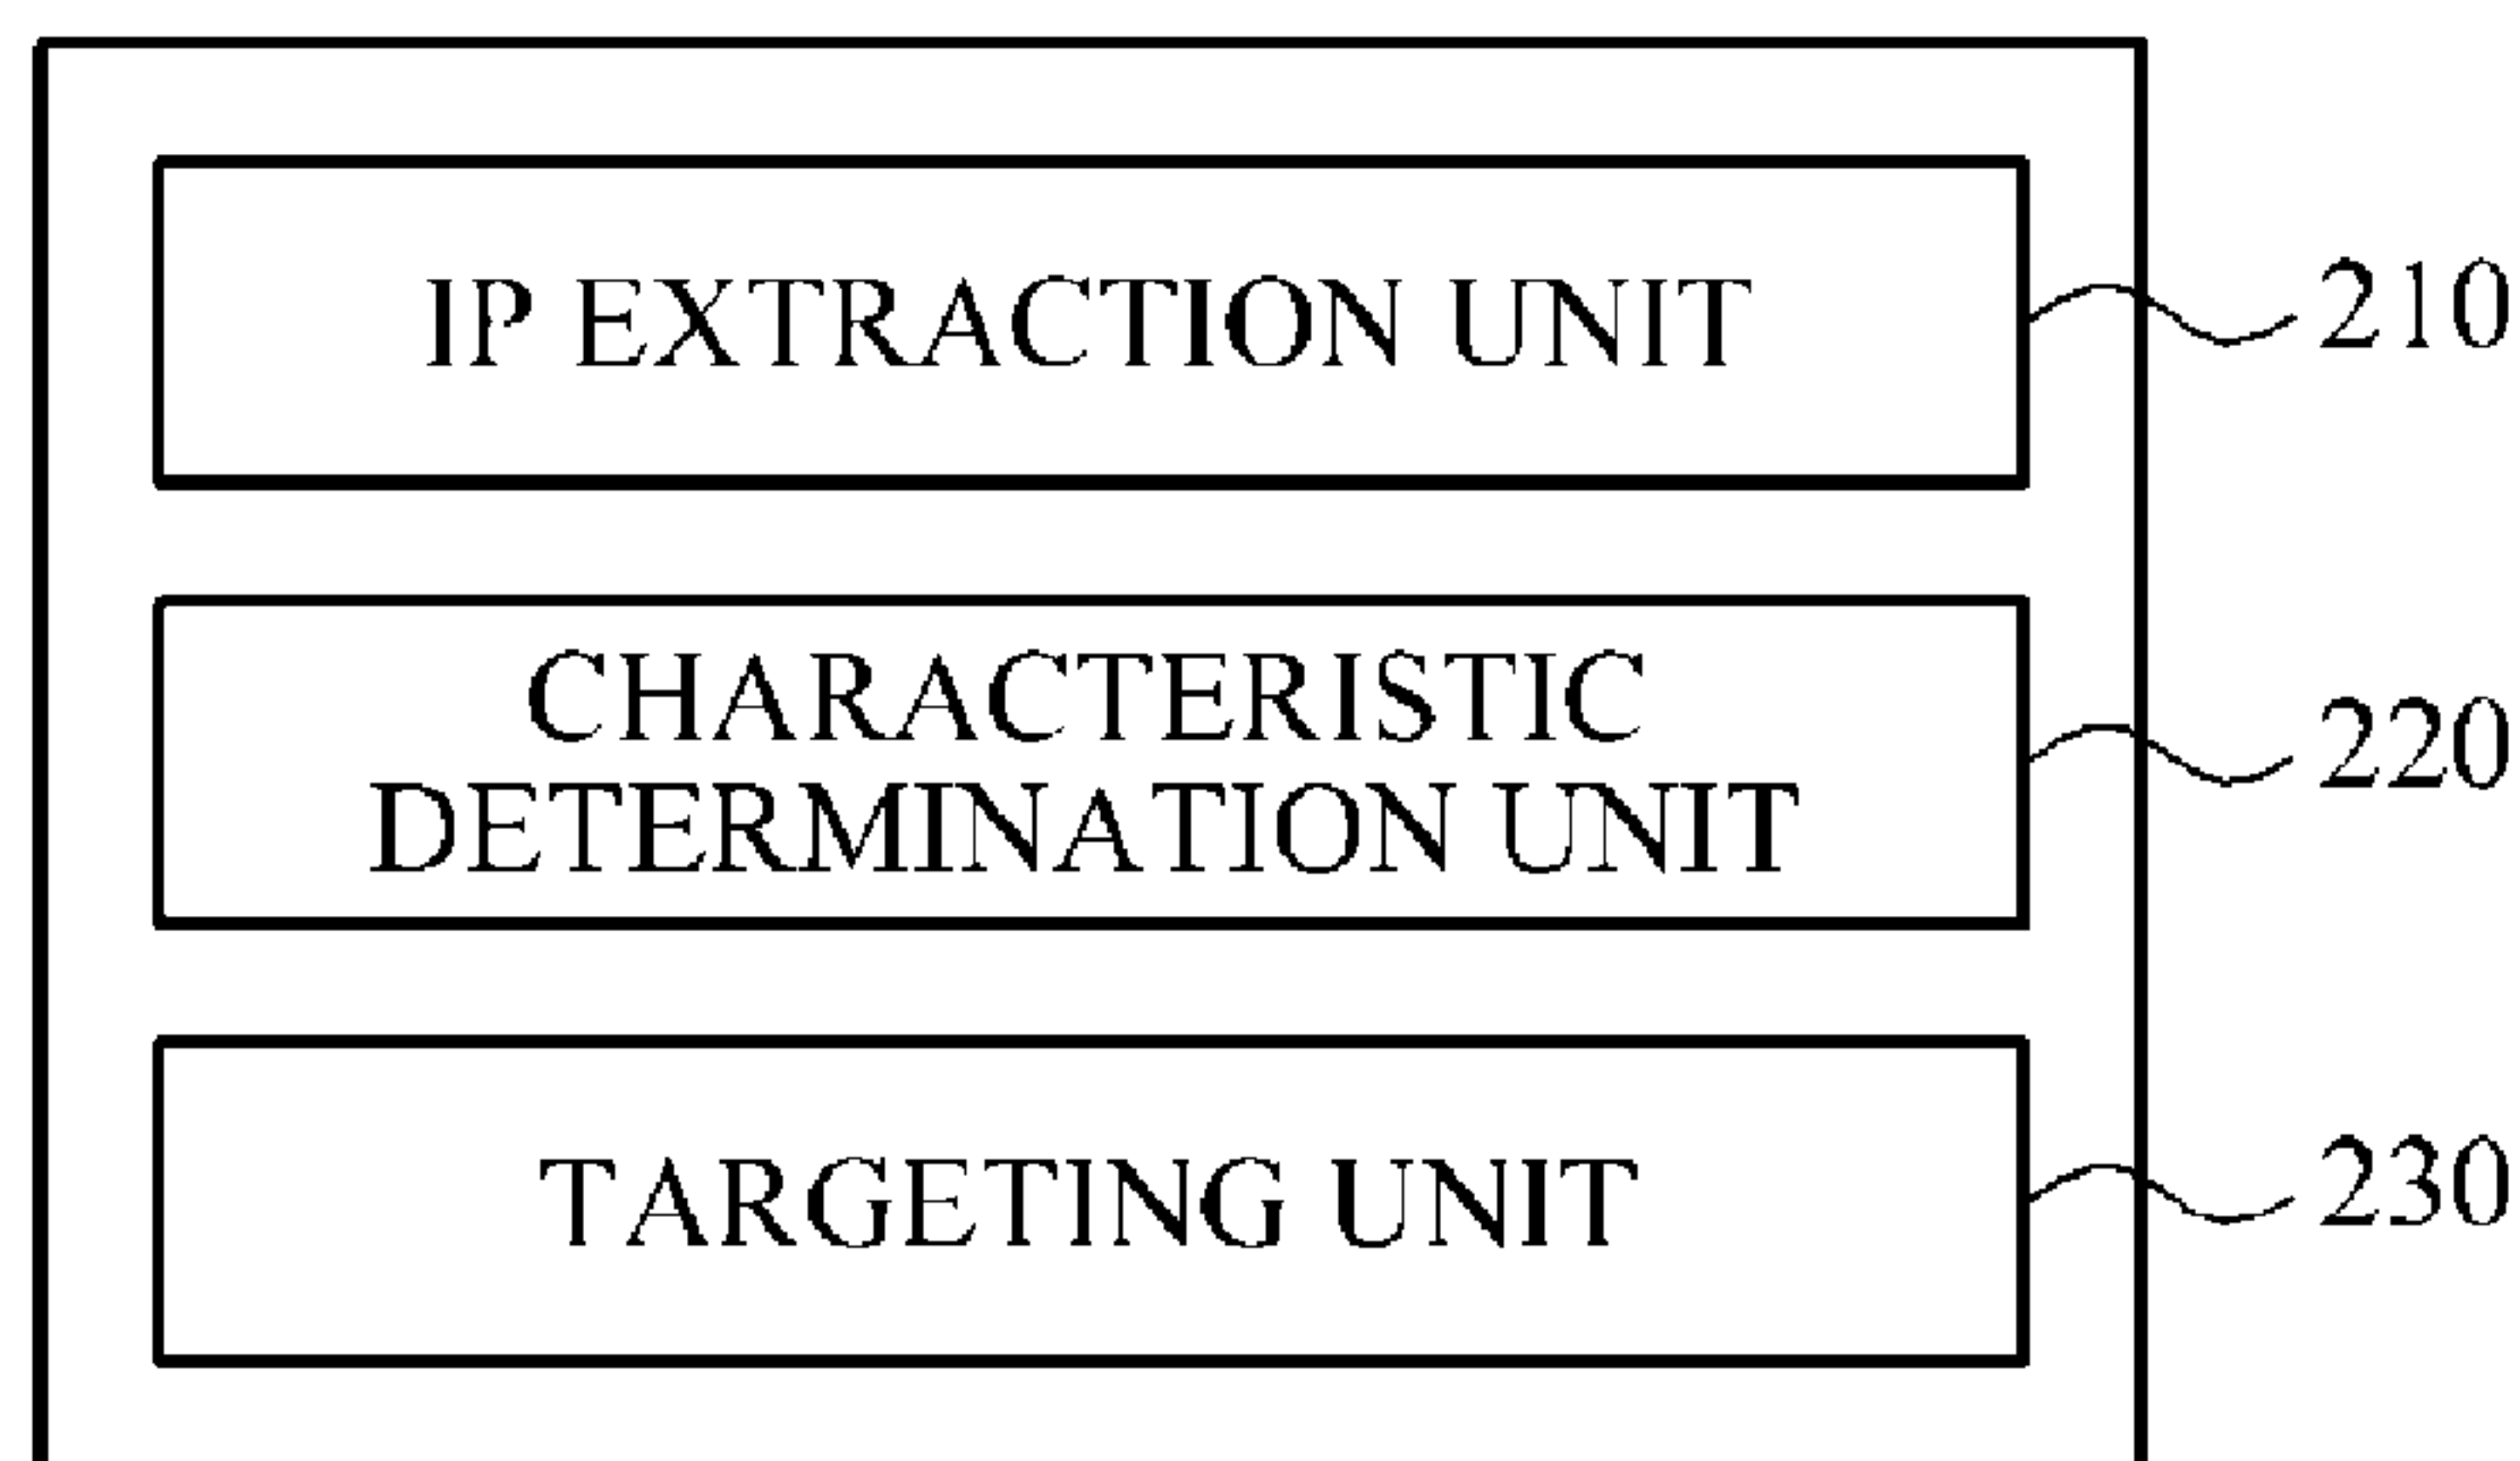 IP EXTRACTION UNIT
210
CHARACTERISTIC
DETERMINATION UNIT
220
TARGETING UNIT
230